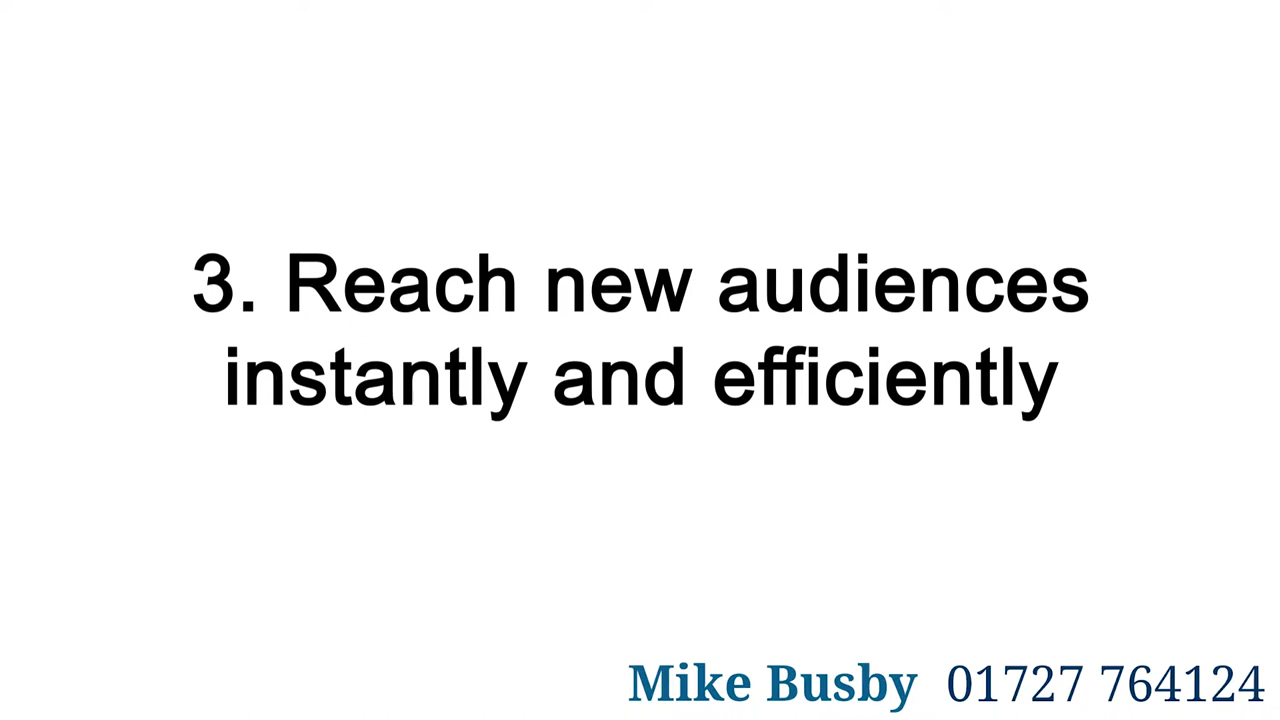 3. Reach new audiences
instantly and efficiently
Mike Busby 01727 764124